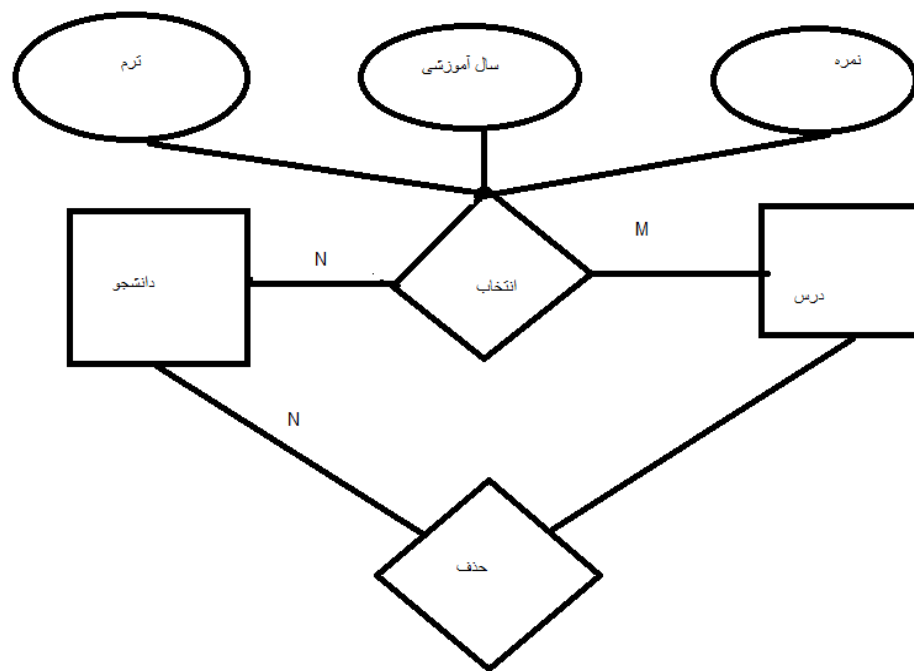 ترم
سال آموزشی
نمره
N
M
دانشجو
انتخاب
درس
N
حذف